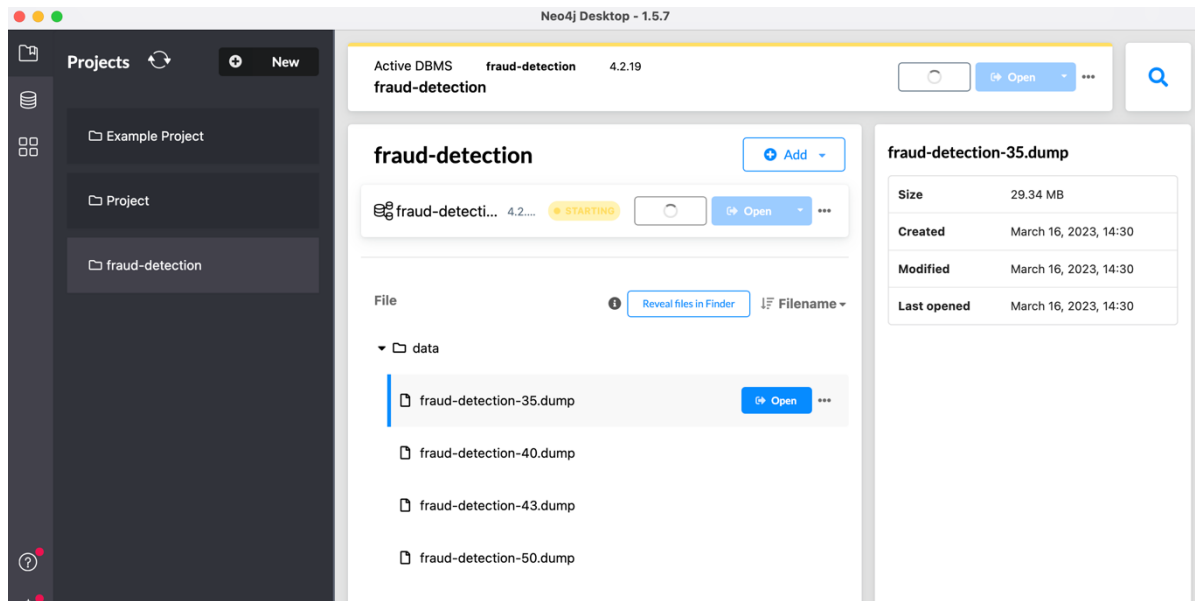 Neo4j Desktop - 1.5.7
Projects
New
Example Project
Project
fraud-detection
Active DBMS fraud-detection 4.2.19
fraud-detection
Open
fraud-detection
Add
fraud-detecti... 4.2.... STARTING Open
File Reveal files in Finder Filename
data
fraud-detection-35.dump Open
fraud-detection-40.dump
fraud-detection-43.dump
fraud-detection-50.dump
fraud-detection-35.dump
Size 29.34 MB
Created March 16, 2023, 14:30
Modified March 16, 2023, 14:30
Last opened March 16, 2023, 14:30